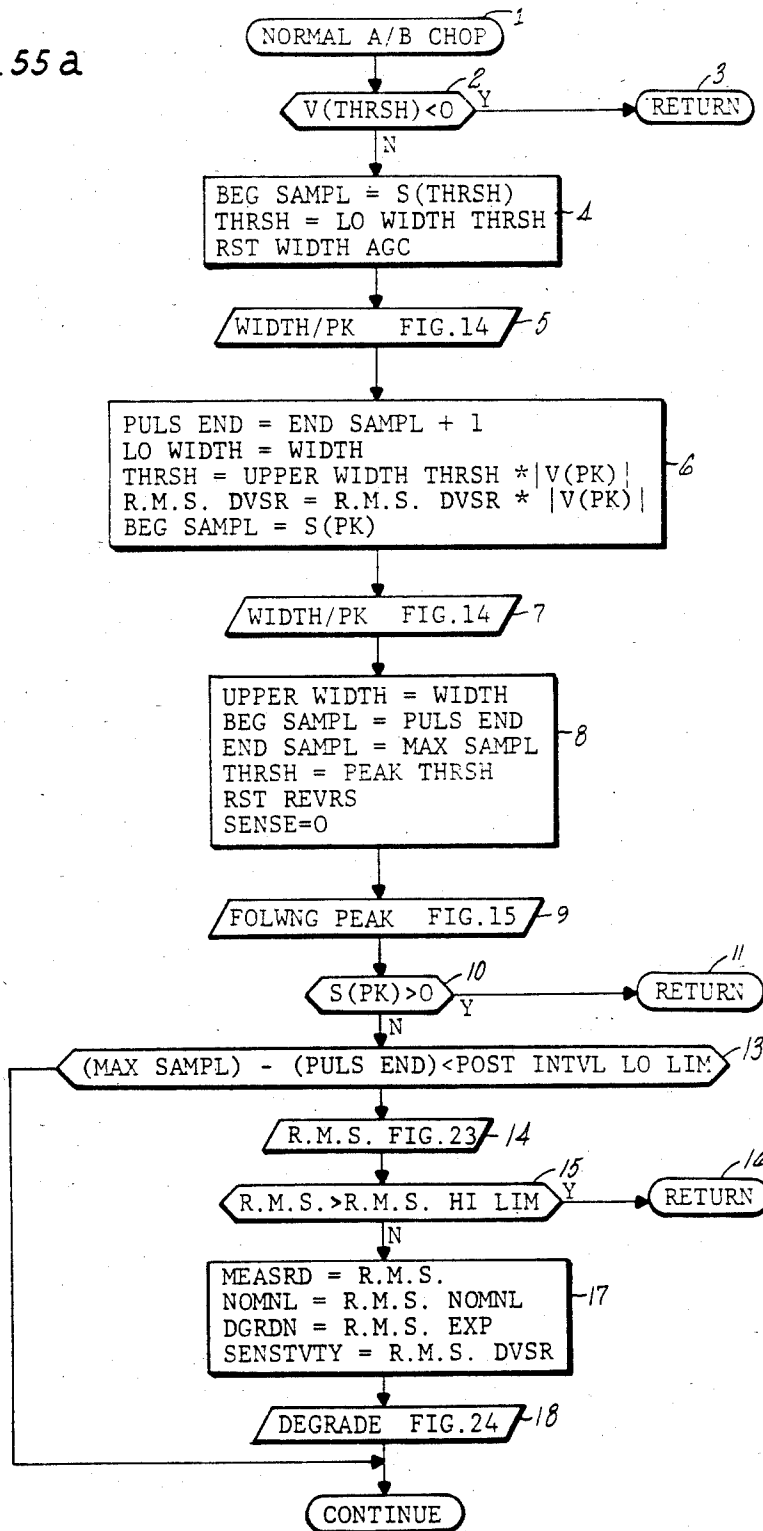 55a
NORMAL A/B CHOP
1
V(THRSH)<0
2
Y
RETURN
3
N
BEG SAMPL = S(THRSH)
THRSH = LO WIDTH THRSH
RST WIDTH AGC
4
WIDTH/PK FIG.14
5
PULS END = END SAMPL + 1
LO WIDTH = WIDTH
THRSH = UPPER WIDTH THRSH *|V(PK)|
R.M.S. DVSR = R.M.S. DVSR * |V(PK)|
BEG SAMPL = S(PK)
6
WIDTH/PK FIG.14
7
UPPER WIDTH = WIDTH
BEG SAMPL = PULS END
END SAMPL = MAX SAMPL
THRSH = PEAK THRSH
RST REVRS
SENSE=0
8
FOLWNG PEAK FIG.15
9
S(PK)>0
10
Y
RETURN
11
N
(MAX SAMPL) - (PULS END)<POST INTVL LO LIM
13
R.M.S. FIG.23
14
R.M.S.>R.M.S. HI LIM
15
Y
RETURN
N
MEASRD = R.M.S.
NOMNL = R.M.S. NOMNL
DGRDN = R.M.S. EXP
SENSTVTY = R.M.S. DVSR
17
DEGRADE FIG.24
18
CONTINUE